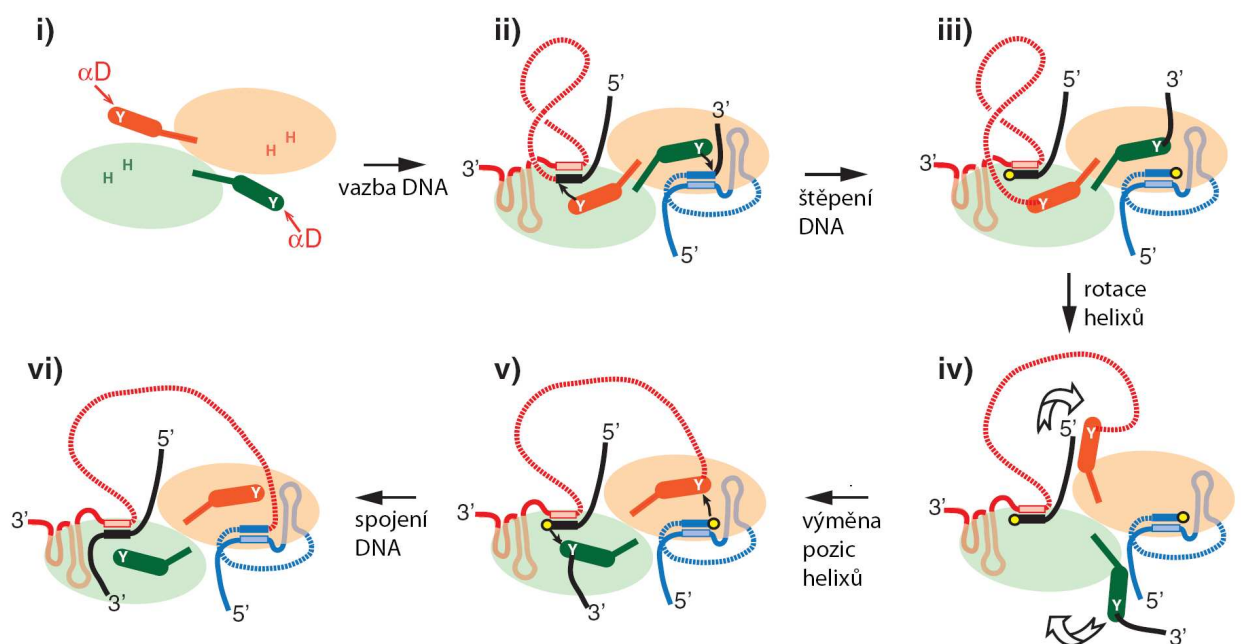 i)
αD
Y
H
H
H
H
Y
αD
vazba DNA
ii)
5'
3'
3'
Y
Y
5'
štěpení
DNA
iii)
5'
3'
3'
Y
Y
5'
rotace
helixů
vi)
5'
3'
Y
Y
3'
5'
spojení
DNA
v)
5'
3'
Y
Y
3'
5'
výměna
pozic
helixů
iv)
5'
Y
3'
Y
5'
3'